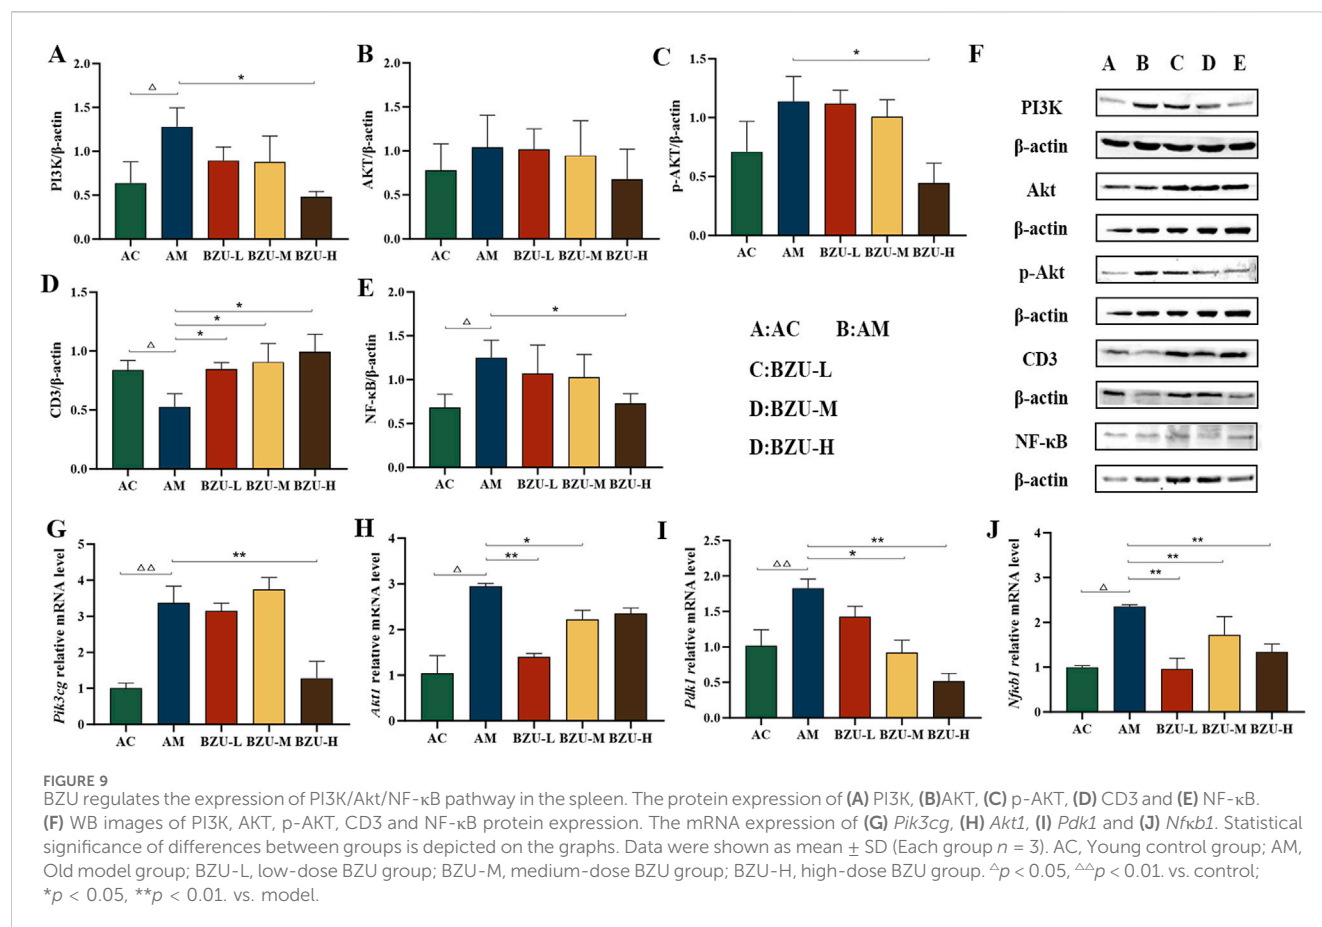 A
PI3K/β-actin
2.0
1.5
1.0
0.5
0.0
△
*
AC AM BZU-L BZU-M BZU-H
B
AKT/β-actin
2.0
1.5
1.0
0.5
0.0
AC AM BZU-L BZU-M BZU-H
C
p-AKT/β-actin
1.5
1.0
0.5
0.0
*
AC AM BZU-L BZU-M BZU-H
F
A B C D E
PI3K
β-actin
Akt
β-actin
p-Akt
β-actin
CD3
β-actin
NF-κB
β-actin
D
CD3/β-actin
1.5
1.0
0.5
0.0
△
*
*
*
AC AM BZU-L BZU-M BZU-H
E
NF-κB/β-actin
2.0
1.5
1.0
0.5
0.0
△
*
AC AM BZU-L BZU-M BZU-H
A:AC B:AM
C:BZU-L
D:BZU-M
D:BZU-H
G
Pik3cg relative mRNA level
5
4
3
2
1
0
△△
**
AC AM BZU-L BZU-M BZU-H
H
Akt1 relative mRNA level
4
3
2
1
0
△
**
*
AC AM BZU-L BZU-M BZU-H
I
Pdk1 relative mRNA level
2.5
2.0
1.5
1.0
0.5
0.0
△△
*
**
AC AM BZU-L BZU-M BZU-H
J
Nfκb1 relative mRNA level
4
3
2
1
0
△
**
**
**
AC AM BZU-L BZU-M BZU-H
FIGURE 9
BZU regulates the expression of PI3K/Akt/NF-κB pathway in the spleen. The protein expression of (A) PI3K, (B)AKT, (C) p-AKT, (D) CD3 and (E) NF-κB.
(F) WB images of PI3K, AKT, p-AKT, CD3 and NF-κB protein expression. The mRNA expression of (G) Pik3cg, (H) Akt1, (I) Pdk1 and (J) Nfκb1. Statistical
significance of differences between groups is depicted on the graphs. Data were shown as mean ± SD (Each group n = 3). AC, Young control group; AM,
Old model group; BZU-L, low-dose BZU group; BZU-M, medium-dose BZU group; BZU-H, high-dose BZU group. △p < 0.05, △△p < 0.01. vs. control;
*p < 0.05, **p < 0.01. vs. model.